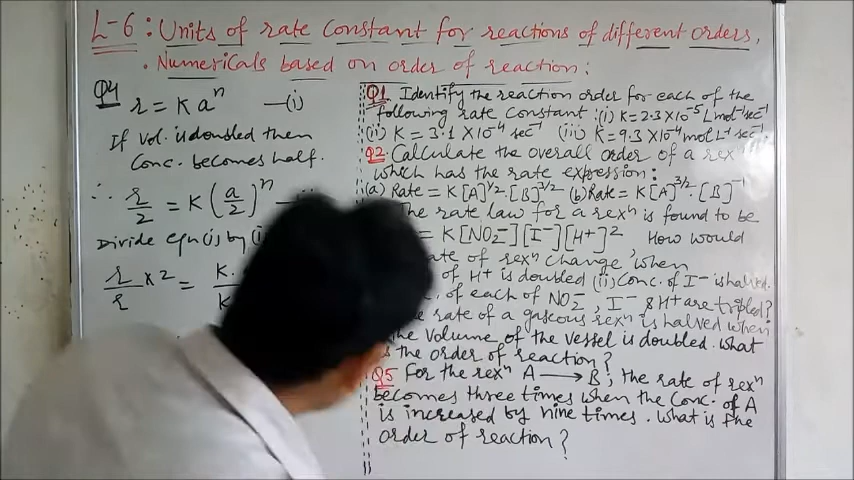 L-6 : Units of rate constant for reactions of different orders,
. Numericals based on order of reaction :
Q4
r = K aⁿ —(i)
If Vol. is doubled then
Conc. becomes half.
∴ r/2 = K (a/2)ⁿ
Divide eqn (i) by (i
r/r × 2 = K.
K
Q1 Identify the reaction order for each of the
following rate constant : (i) K = 2.3 × 10⁻⁵ L mol⁻¹ sec⁻¹
(ii) K = 3.1 × 10⁻⁴ sec⁻¹ (iii) K = 9.3 × 10⁻⁴ mol L⁻¹ sec⁻¹.
Q2. Calculate the overall order of a rexⁿ
which has the rate expression :
(a) Rate = K [A]^1/2 . [B]^3/2 (b) Rate = K [A]^3/2 . [B]⁻¹
The rate law for a rexⁿ is found to be
= K [NO₂⁻] [I⁻] [H⁺]² How would
rate of rexⁿ change, when
of H⁺ is doubled (ii) Conc. of I⁻ is halved.
of each of NO₂⁻, I⁻ & H⁺ are tripled?
rate of a gaseous rexⁿ is halved when
the volume of the vessel is doubled. What
is the order of reaction?
Q5 For the rexⁿ A ⟶ B ; the rate of rexⁿ
becomes three times when the conc. of A
is increased by nine times. What is the
order of reaction?